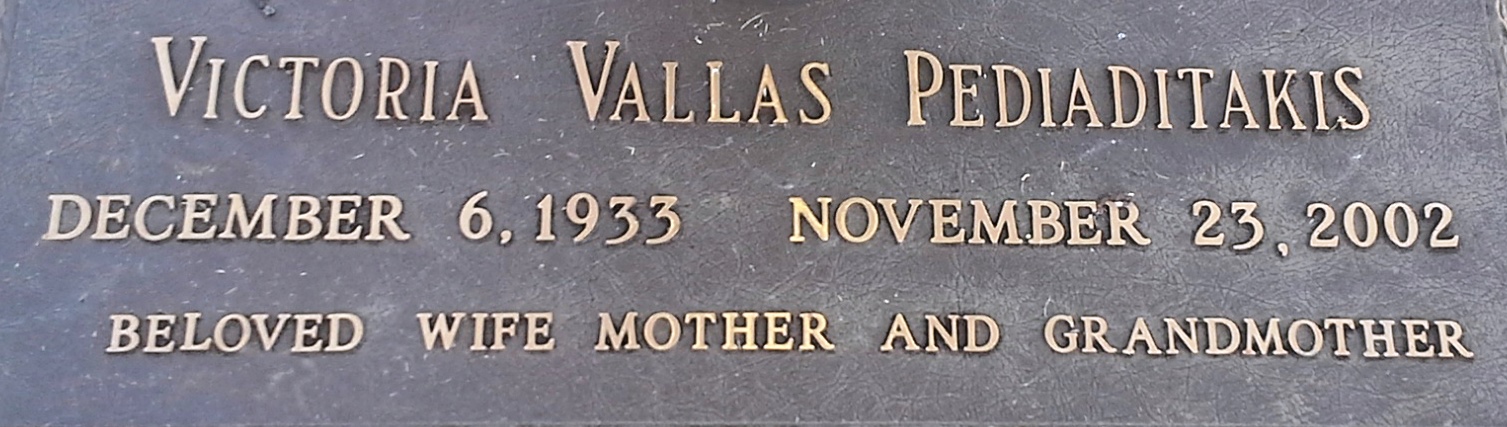 VICTORIA VALLAS PEDIADITAKIS
DECEMBER 6, 1933 NOVEMBER 23, 2002
BELOVED WIFE MOTHER AND GRANDMOTHER